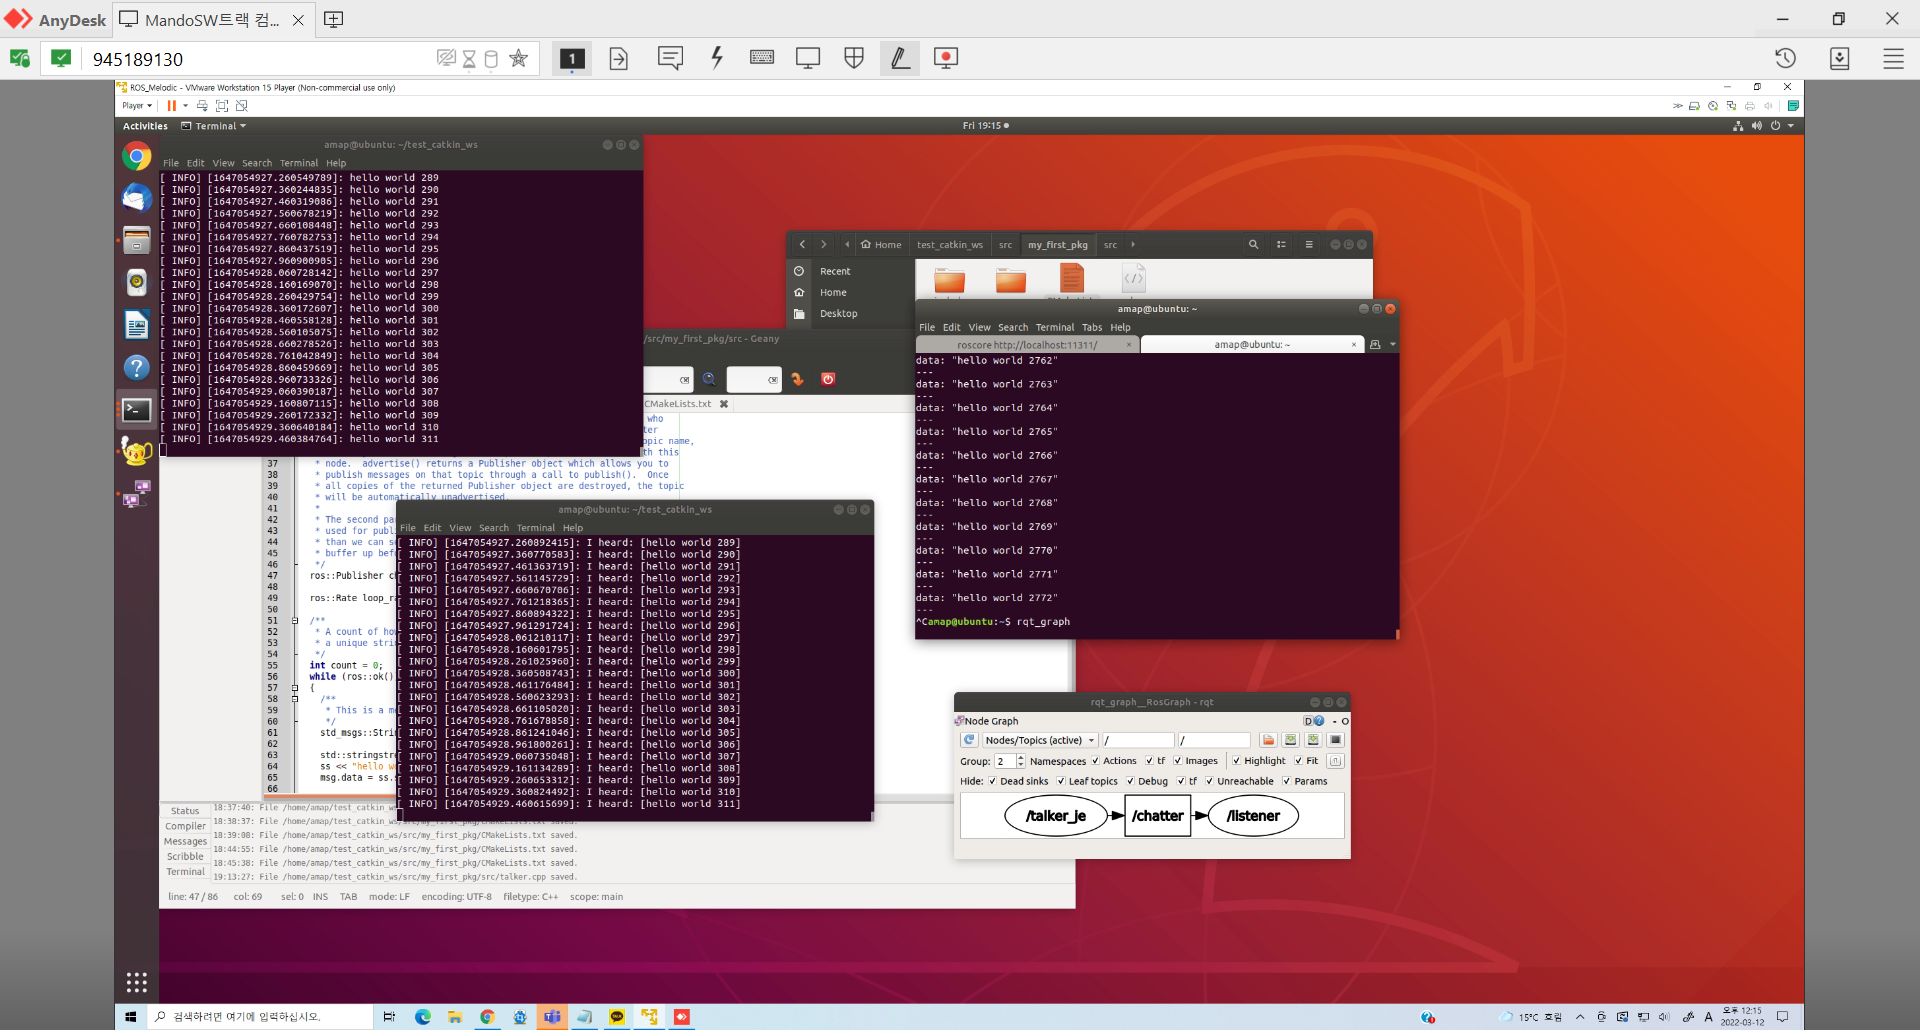 AnyDesk
MandoSW트랙 컴...
945189130
1
ROS_Melodic - VMware Workstation 15 Player (Non-commercial use only)
Player
Activities
Terminal
Fri 19:15
amap@ubuntu: ~/test_catkin_ws
File Edit View Search Terminal Help
[ INFO] [1647054927.260549789]: hello world 289
[ INFO] [1647054927.360244835]: hello world 290
[ INFO] [1647054927.460319086]: hello world 291
[ INFO] [1647054927.560678219]: hello world 292
[ INFO] [1647054927.660108448]: hello world 293
[ INFO] [1647054927.760782753]: hello world 294
[ INFO] [1647054927.860437519]: hello world 295
[ INFO] [1647054927.960900905]: hello world 296
[ INFO] [1647054928.060728142]: hello world 297
[ INFO] [1647054928.160169070]: hello world 298
[ INFO] [1647054928.260429754]: hello world 299
[ INFO] [1647054928.360172607]: hello world 300
[ INFO] [1647054928.460558128]: hello world 301
[ INFO] [1647054928.560105075]: hello world 302
[ INFO] [1647054928.660278526]: hello world 303
[ INFO] [1647054928.761042849]: hello world 304
[ INFO] [1647054928.860459669]: hello world 305
[ INFO] [1647054928.960733326]: hello world 306
[ INFO] [1647054929.060390187]: hello world 307
[ INFO] [1647054929.160807115]: hello world 308
[ INFO] [1647054929.260172332]: hello world 309
[ INFO] [1647054929.360640184]: hello world 310
[ INFO] [1647054929.460384764]: hello world 311
Home test_catkin_ws src my_first_pkg src
Recent
Home
Desktop
/src/my_first_pkg/src - Geany
CMakeLists.txt
who
ter
opic name,
th this
37 * node. advertise() returns a Publisher object which allows you to
38 * publish messages on that topic through a call to publish(). Once
39 * all copies of the returned Publisher object are destroyed, the topic
40 * will be automatically unadvertised.
41 *
42 * The second pa
43 * used for publ
44 * than we can s
45 * buffer up bef
46 */
47 ros::Publisher c
48
49 ros::Rate loop_r
50
51 /**
52 * A count of ho
53 * a unique stri
54 */
55 int count = 0;
56 while (ros::ok()
57 {
58 /**
59 * This is a m
60 */
61 std_msgs::Strin
62
63 std::stringstr
64 ss << "hello w
65 msg.data = ss.
66
amap@ubuntu: ~/test_catkin_ws
File Edit View Search Terminal Help
[ INFO] [1647054927.260892415]: I heard: [hello world 289]
[ INFO] [1647054927.360770583]: I heard: [hello world 290]
[ INFO] [1647054927.461363719]: I heard: [hello world 291]
[ INFO] [1647054927.561145729]: I heard: [hello world 292]
[ INFO] [1647054927.660670706]: I heard: [hello world 293]
[ INFO] [1647054927.761218365]: I heard: [hello world 294]
[ INFO] [1647054927.860894322]: I heard: [hello world 295]
[ INFO] [1647054927.961291724]: I heard: [hello world 296]
[ INFO] [1647054928.061210117]: I heard: [hello world 297]
[ INFO] [1647054928.160601795]: I heard: [hello world 298]
[ INFO] [1647054928.261025960]: I heard: [hello world 299]
[ INFO] [1647054928.360508743]: I heard: [hello world 300]
[ INFO] [1647054928.461176484]: I heard: [hello world 301]
[ INFO] [1647054928.560623293]: I heard: [hello world 302]
[ INFO] [1647054928.661105020]: I heard: [hello world 303]
[ INFO] [1647054928.761678858]: I heard: [hello world 304]
[ INFO] [1647054928.861241046]: I heard: [hello world 305]
[ INFO] [1647054928.961800261]: I heard: [hello world 306]
[ INFO] [1647054929.060735048]: I heard: [hello world 307]
[ INFO] [1647054929.161134289]: I heard: [hello world 308]
[ INFO] [1647054929.260653312]: I heard: [hello world 309]
[ INFO] [1647054929.360824492]: I heard: [hello world 310]
[ INFO] [1647054929.460615699]: I heard: [hello world 311]
amap@ubuntu: ~
File Edit View Search Terminal Tabs Help
roscore http://localhost:11311/
amap@ubuntu: ~
data: "hello world 2762"
---
data: "hello world 2763"
---
data: "hello world 2764"
---
data: "hello world 2765"
---
data: "hello world 2766"
---
data: "hello world 2767"
---
data: "hello world 2768"
---
data: "hello world 2769"
---
data: "hello world 2770"
---
data: "hello world 2771"
---
data: "hello world 2772"
---
^Camap@ubuntu:~$ rqt_graph
rqt_graph__RosGraph - rqt
Node Graph
D - O
Nodes/Topics (active) / /
Group: 2 Namespaces Actions tf Images Highlight Fit
Hide: Dead sinks Leaf topics Debug tf Unreachable Params
/talker_je /chatter /listener
Status
Compiler
Messages
Scribble
Terminal
18:37:40: File /home/amap/test_catkin_ws
18:38:37: File /home/amap/test_catkin_ws/src/my_first_pkg/CMakeLists.txt saved.
18:39:08: File /home/amap/test_catkin_ws/src/my_first_pkg/CMakeLists.txt saved.
18:44:55: File /home/amap/test_catkin_ws/src/my_first_pkg/CMakeLists.txt saved.
18:45:38: File /home/amap/test_catkin_ws/src/my_first_pkg/CMakeLists.txt saved.
19:13:27: File /home/amap/test_catkin_ws/src/my_first_pkg/src/talker.cpp saved.
line: 47 / 86 col: 69 sel: 0 INS TAB mode: LF encoding: UTF-8 filetype: C++ scope: main
검색하려면 여기에 입력하십시오.
15°C 흐림
A
오후 12:15
2022-03-12